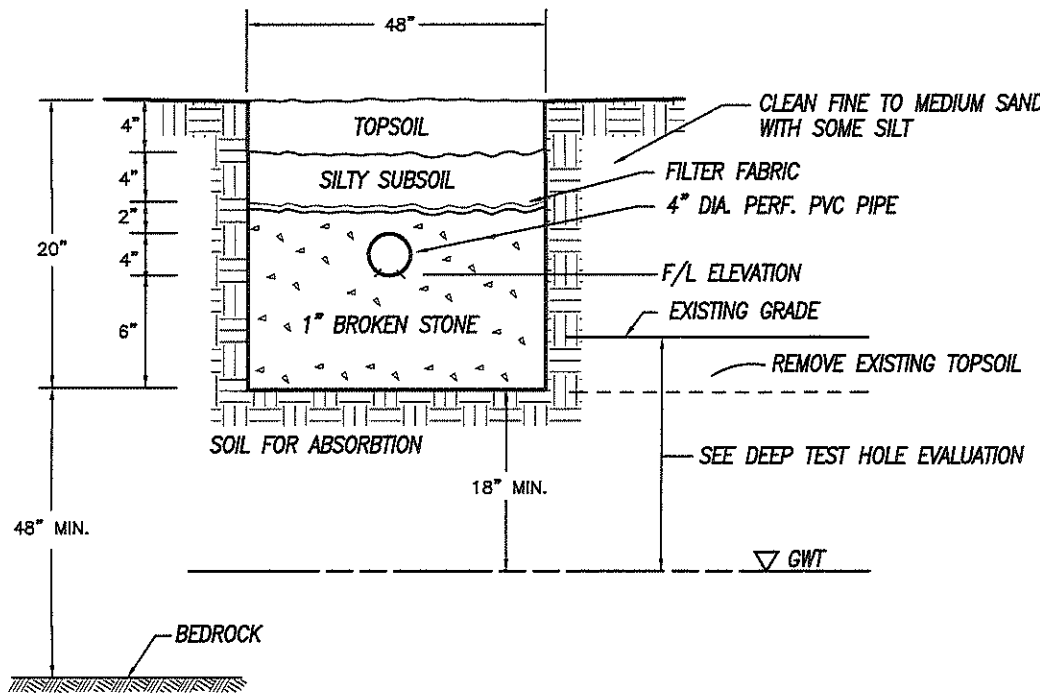 48"
CLEAN FINE TO MEDIUM SAND
WITH SOME SILT
4"
TOPSOIL
4"
SILTY SUBSOIL
FILTER FABRIC
2"
4" DIA. PERF. PVC PIPE
20"
4"
F/L ELEVATION
EXISTING GRADE
6"
1" BROKEN STONE
REMOVE EXISTING TOPSOIL
SOIL FOR ABSORBTION
SEE DEEP TEST HOLE EVALUATION
18" MIN.
48" MIN.
GWT
BEDROCK